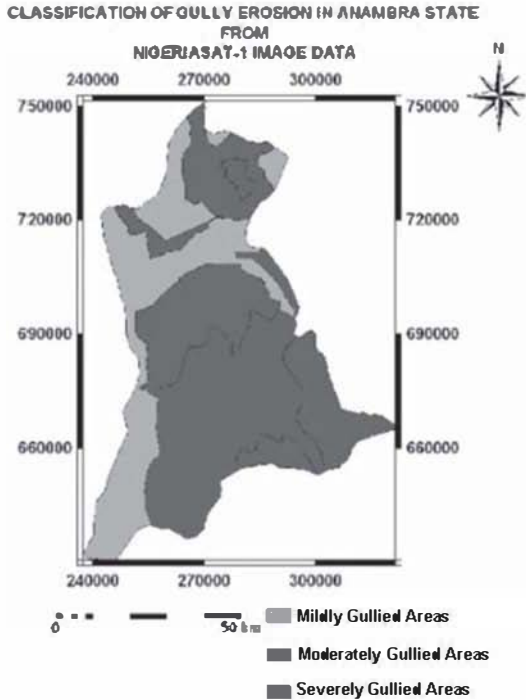 CLASSIFICATION OF GULLY EROSION IN ANAMBRA STATE
FROM
NIGERIASAT-1 IMAGE DATA
N
240000 270000 300000
750000 750000
720000 720000
690000 690000
660000 660000
240000 270000 300000
0 50 km
Mildly Gullied Areas
Moderately Gullied Areas
Severely Gullied Areas